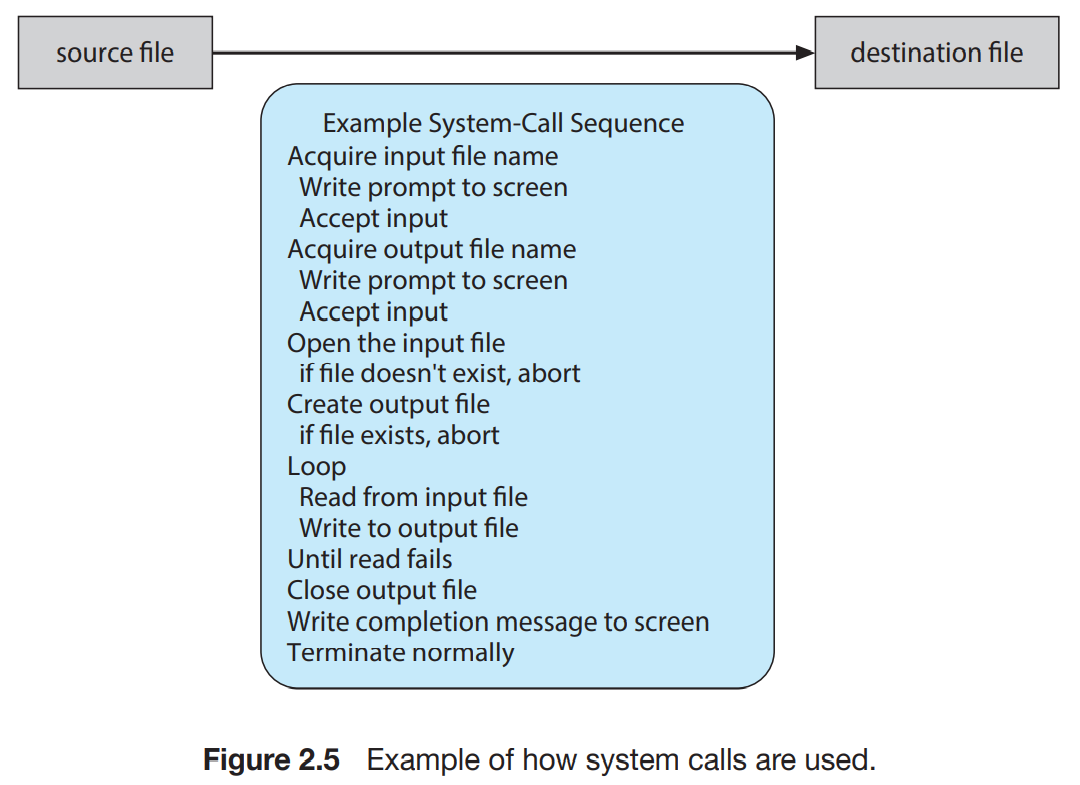 source file
destination file
Example System-Call Sequence
Acquire input file name
Write prompt to screen
Accept input
Acquire output file name
Write prompt to screen
Accept input
Open the input file
if file doesn't exist, abort
Create output file
if file exists, abort
Loop
Read from input file
Write to output file
Until read fails
Close output file
Write completion message to screen
Terminate normally
Figure 2.5 Example of how system calls are used.